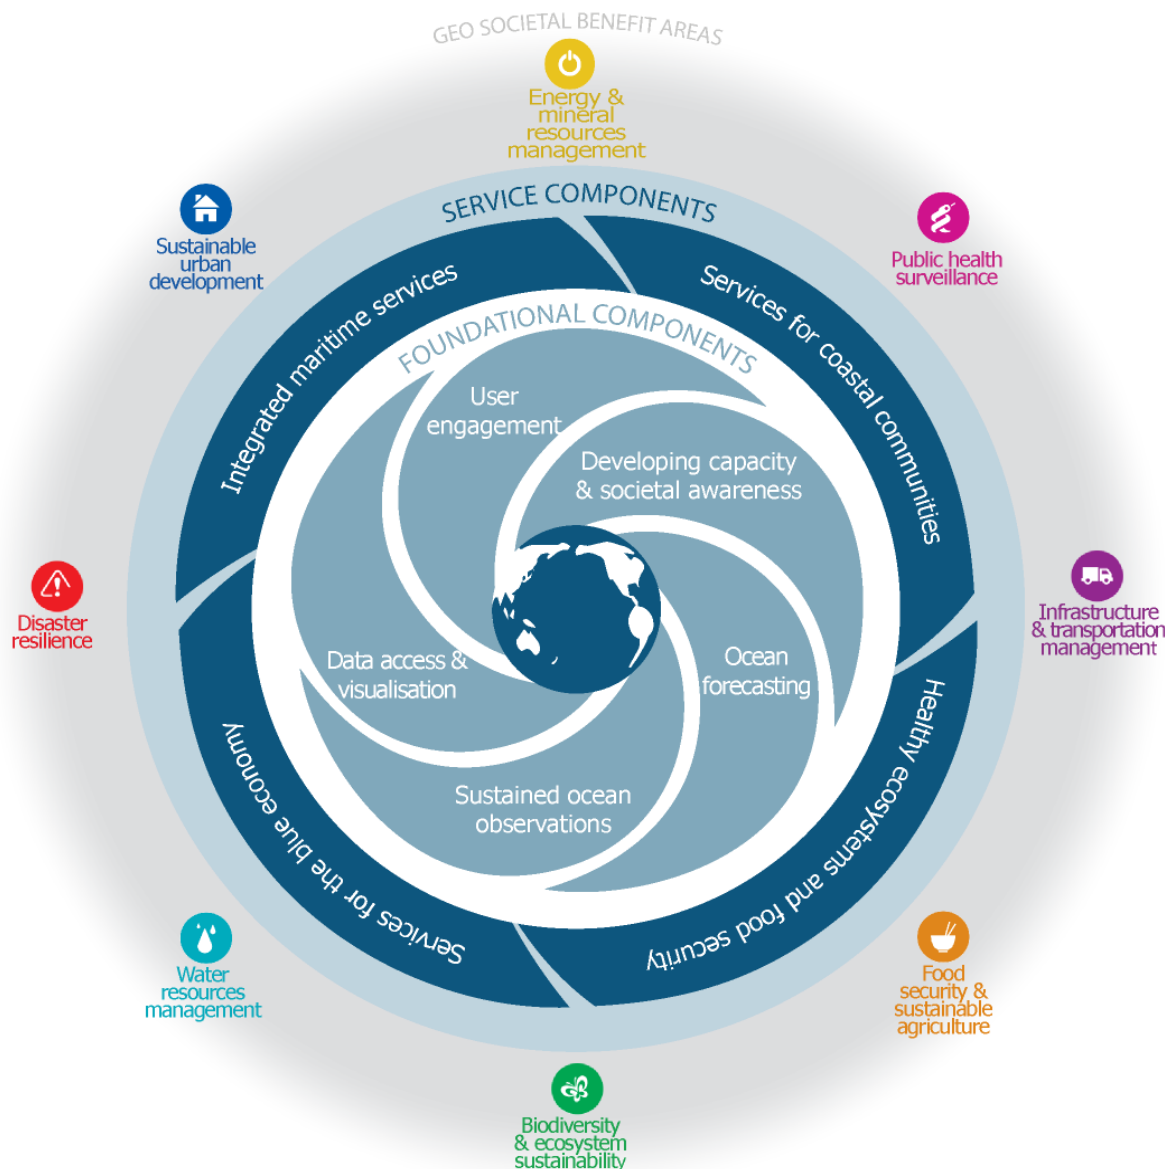 GEO SOCIETAL BENEFIT AREAS
Energy &
mineral
resources
management
SERVICE COMPONENTS
Sustainable
urban
development
Public health
surveillance
Integrated maritime services
Services for coastal communities
FOUNDATIONAL COMPONENTS
User
engagement
Developing capacity
& societal awareness
Disaster
resilience
Infrastructure
& transportation
management
Data access &
visualisation
Ocean
forecasting
Sustained ocean
observations
Services for the blue economy
Healthy ecosystems and food security
Water
resources
management
Food
security &
sustainable
agriculture
Biodiversity
& ecosystem
sustainability